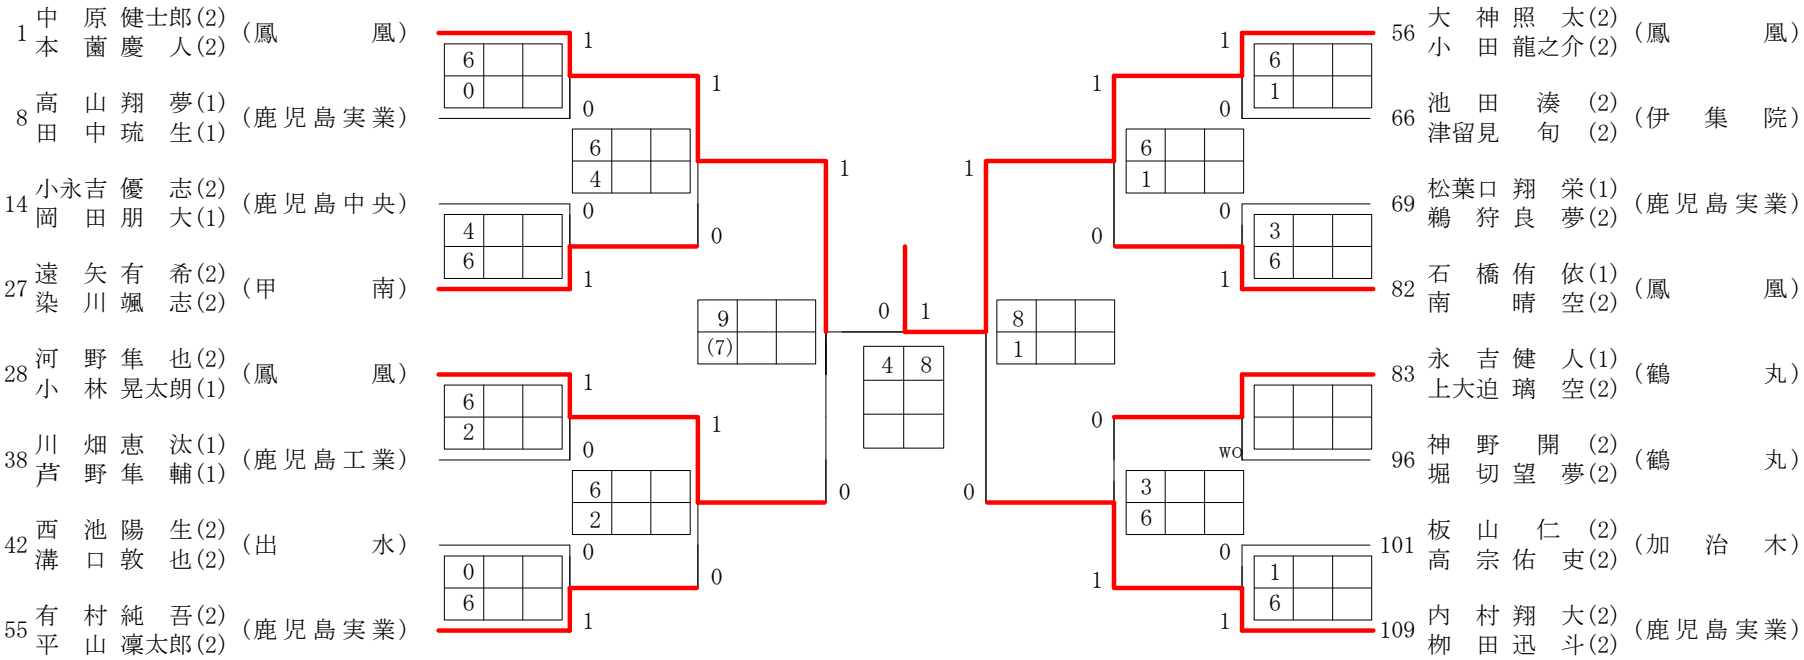 1 中原 健士郎(2) (鳳凰)
本薗 慶人(2)
8 高山 翔夢(1) (鹿児島実業)
田中 琉生(1)
14 小永吉 優志(2) (鹿児島中央)
岡田 朋大(1)
27 遠矢 有希(2) (甲南)
染川 颯志(2)
28 河野 隼也(2) (鳳凰)
小林 晃太朗(1)
38 川畑 恵汰(1) (鹿児島工業)
芦野 隼輔(1)
42 西池 陽生(2) (出水)
溝口 敦也(2)
55 有村 純吾(2) (鹿児島実業)
平山 凜太郎(2)
1
6
0
0
1
6
4
0
4
6
1
0
1
9
(7)
1
6
2
0
1
6
2
0
0
6
1
0
0
0 1
4 8
1
8
1
0
1
6
1
0
1
6
1
0
0
3
6
1
0
0
wo
3
6
1
0
1
6
1
56 大神 照太(2) (鳳凰)
小田 龍之介(2)
66 池田 湊(2) (伊集院)
津留見 旬(2)
69 松葉口 翔栄(1) (鹿児島実業)
鵜狩 良夢(2)
82 石橋 侑依(1) (鳳凰)
南 晴空(2)
83 永吉 健人(1) (鶴丸)
上大迫 璃空(2)
96 神野 開(2) (鶴丸)
堀切 望夢(2)
101 板山 仁(2) (加治木)
高宗 佑吏(2)
109 内村 翔大(2) (鹿児島実業)
栁田 迅斗(2)